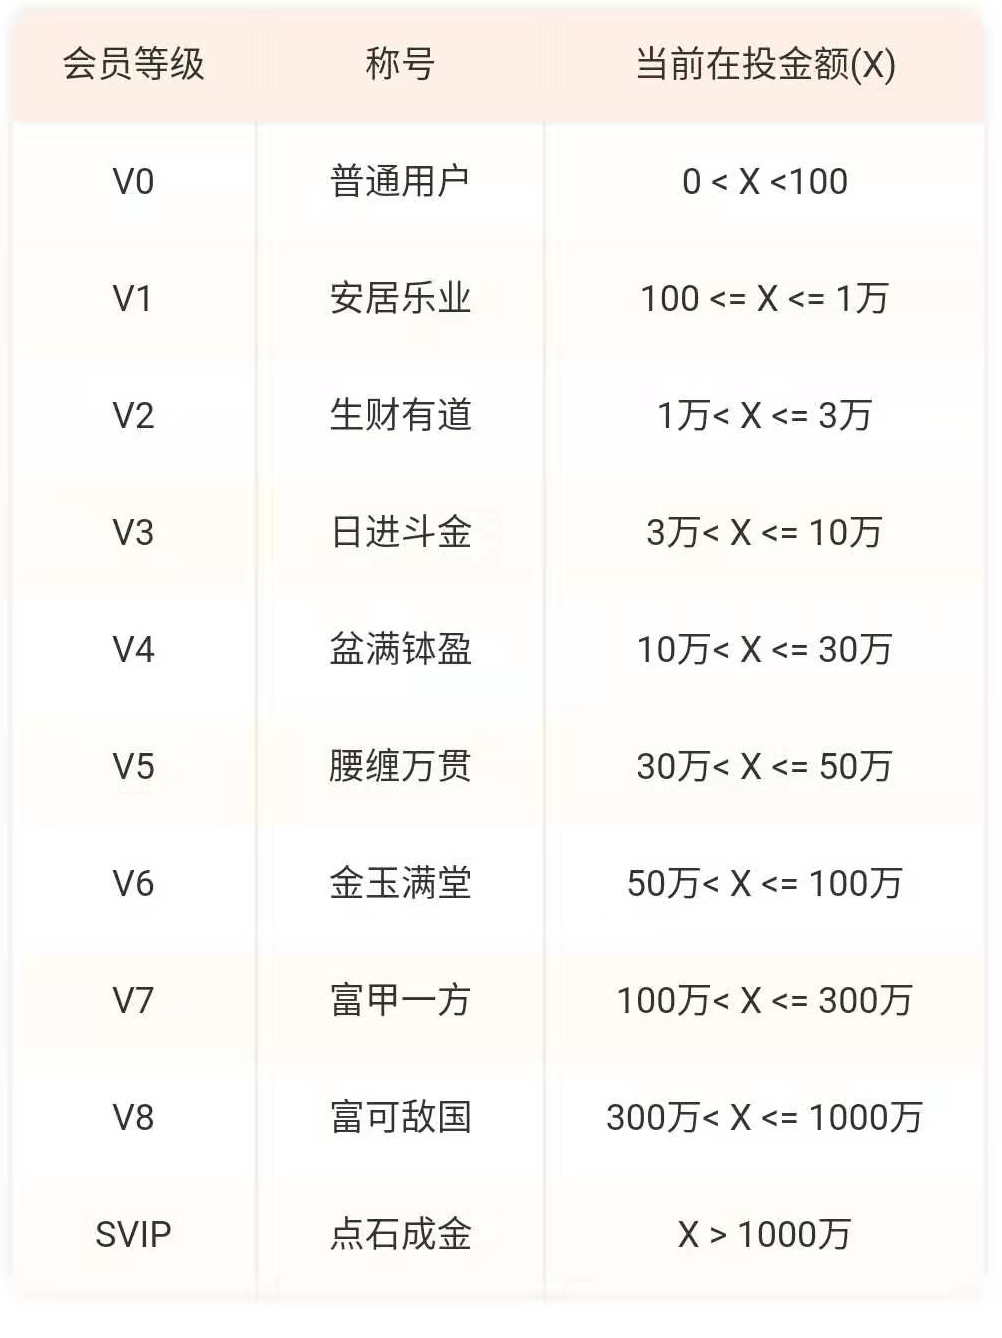 会员等级 称号 当前在投金额(X)
V0 普通用户 0 < X <100
V1 安居乐业 100 <= X <= 1万
V2 生财有道 1万< X <= 3万
V3 日进斗金 3万< X <= 10万
V4 盆满钵盈 10万< X <= 30万
V5 腰缠万贯 30万< X <= 50万
V6 金玉满堂 50万< X <= 100万
V7 富甲一方 100万< X <= 300万
V8 富可敌国 300万< X <= 1000万
SVIP 点石成金 X > 1000万